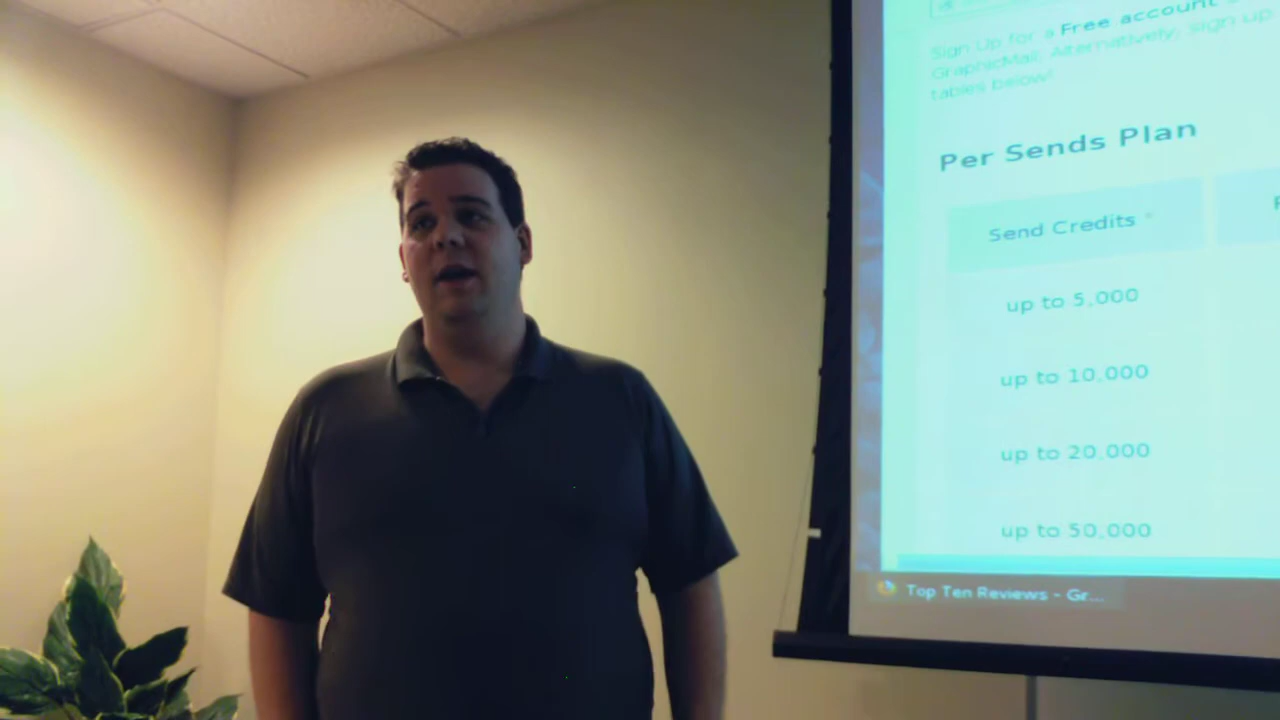 Sign Up for a Free account
GraphicMail. Alternatively, sign up
tables below!
Per Sends Plan
Send Credits *
up to 5,000
up to 10,000
up to 20,000
up to 50,000
Top Ten Reviews - Gr...